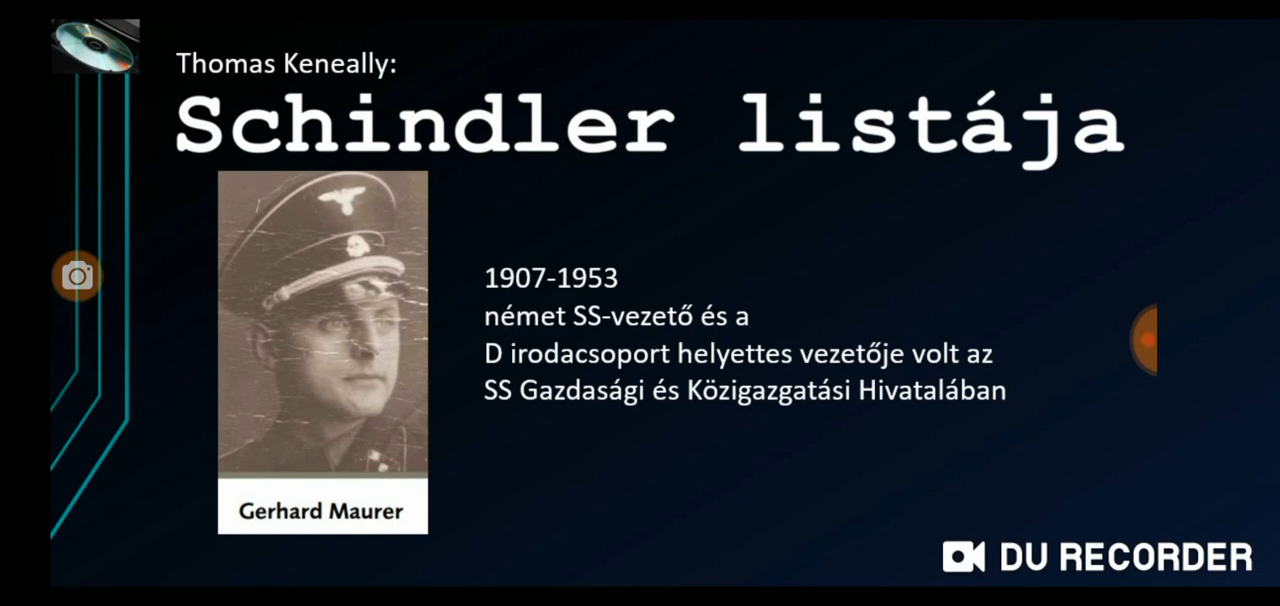 Thomas Keneally:
Schindler listája
1907-1953
német SS-vezető és a
D irodacsoport helyettes vezetője volt az
SS Gazdasági és Közigazgatási Hivatalában
Gerhard Maurer
DU RECORDER